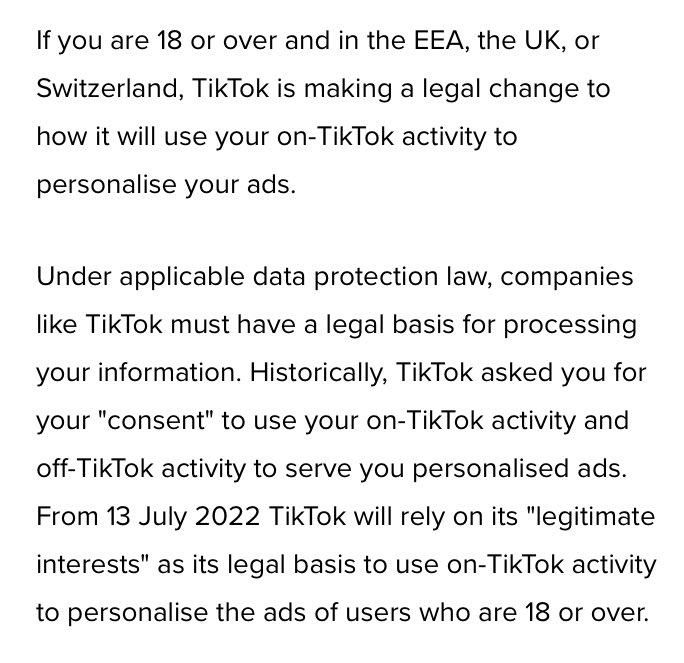 If you are 18 or over and in the EEA, the UK, or
Switzerland, TikTok is making a legal change to
how it will use your on-TikTok activity to
personalise your ads.
Under applicable data protection law, companies
like TikTok must have a legal basis for processing
your information. Historically, TikTok asked you for
your "consent" to use your on-TikTok activity and
off-TikTok activity to serve you personalised ads.
From 13 July 2022 TikTok will rely on its "legitimate
interests" as its legal basis to use on-TikTok activity
to personalise the ads of users who are 18 or over.